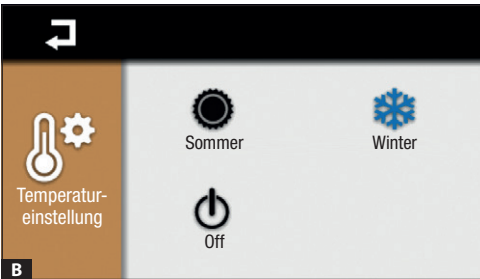 Sommer
Winter
Temperatur-
einstellung
Off
B